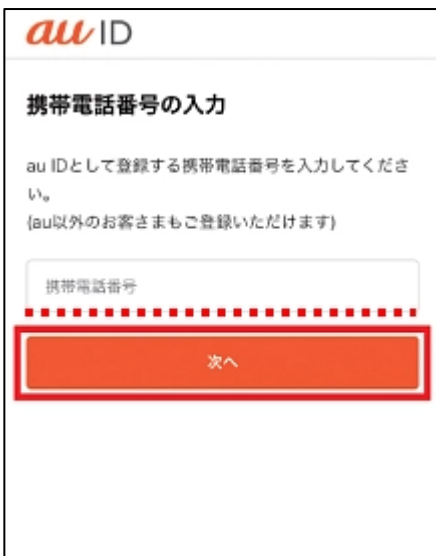 au ID
携帯電話番号の入力
au IDとして登録する携帯電話番号を入力してくださ
い。
(au以外のお客さまもご登録いただけます)
携帯電話番号
次へ